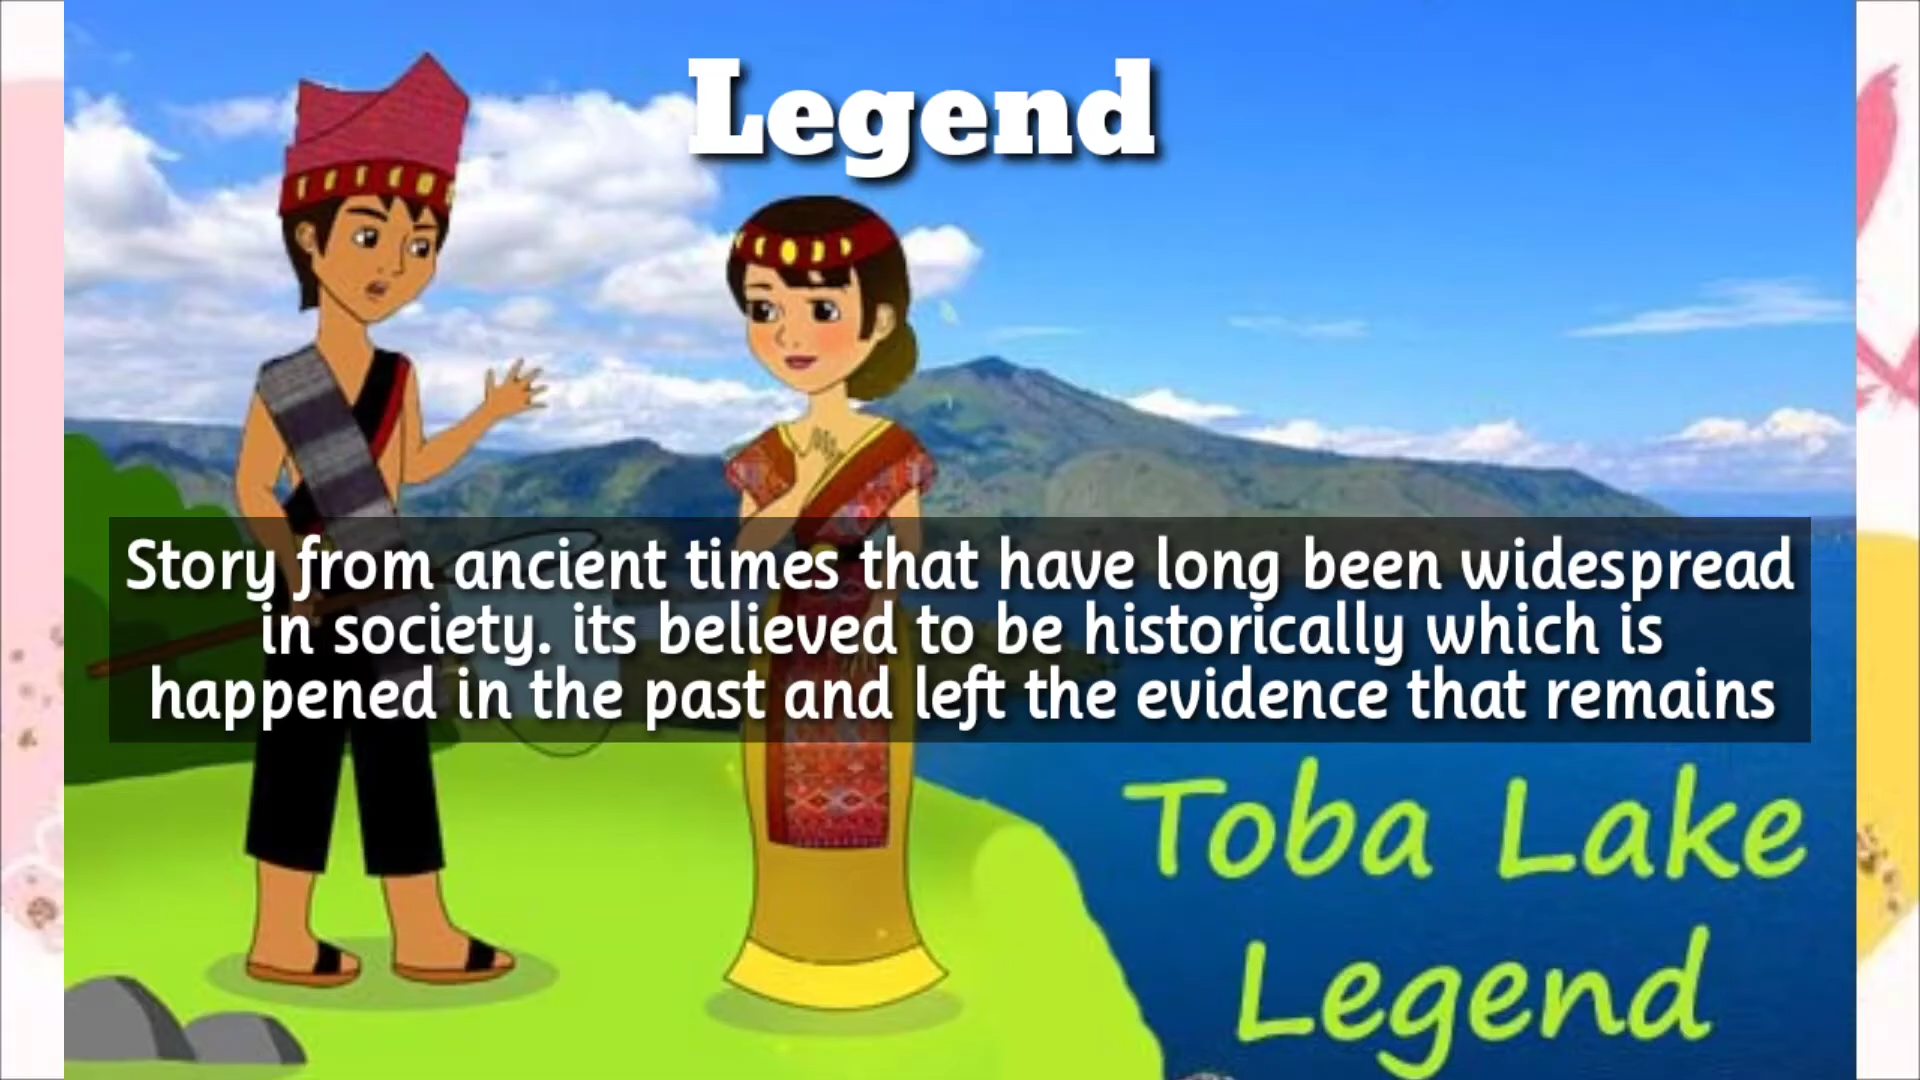 Legend
Story from ancient times that have long been widespread
in society. its believed to be historically which is
happened in the past and left the evidence that remains
Toba Lake
Legend